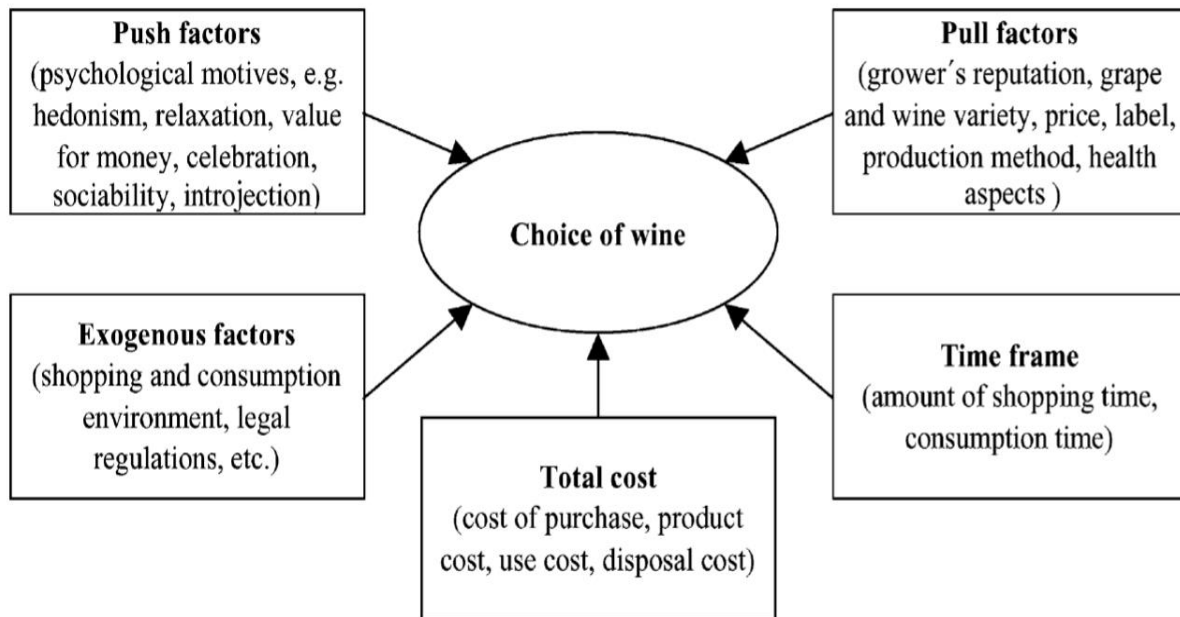 Push factors
(psychological motives, e.g.
hedonism, relaxation, value
for money, celebration,
sociability, introjection)
Pull factors
(grower´s reputation, grape
and wine variety, price, label,
production method, health
aspects )
Choice of wine
Exogenous factors
(shopping and consumption
environment, legal
regulations, etc.)
Total cost
(cost of purchase, product
cost, use cost, disposal cost)
Time frame
(amount of shopping time,
consumption time)